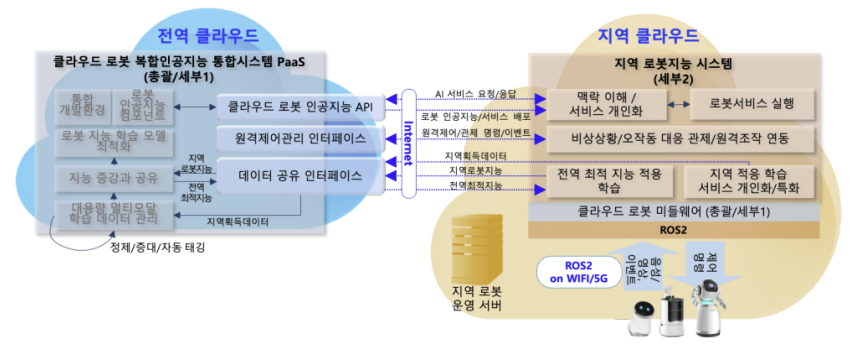 전역 클라우드
클라우드 로봇 복합인공지능 통합시스템 PaaS
(총괄/세부1)
통합
개발환경
로봇
인공지능
컴포넌트
클라우드 로봇 인공지능 API
로봇 지능 학습 모델
최적화
원격제어관리 인터페이스
지역
로봇지능
지능 증강과 공유
데이터 공유 인터페이스
전역
최적지능
대용량 멀티모달
학습 데이터 관리
지역획득데이터
정제/증대/자동 태깅
Internet
AI 서비스 요청/응답
로봇 인공지능/서비스 배포
원격제어/관제 명령/이벤트
지역획득데이터
지역로봇지능
전역최적지능
지역 클라우드
지역 로봇지능 시스템
(세부2)
맥락 이해 /
서비스 개인화
로봇서비스 실행
비상상황/오작동 대응 관제/원격조작 연동
전역 최적 지능 적용
학습
지역 적응 학습
서비스 개인화/특화
클라우드 로봇 미들웨어 (총괄/세부1)
ROS2
지역 로봇
운영 서버
ROS2
on WIFI/5G
음성/
영상,
이벤트
제어
명령